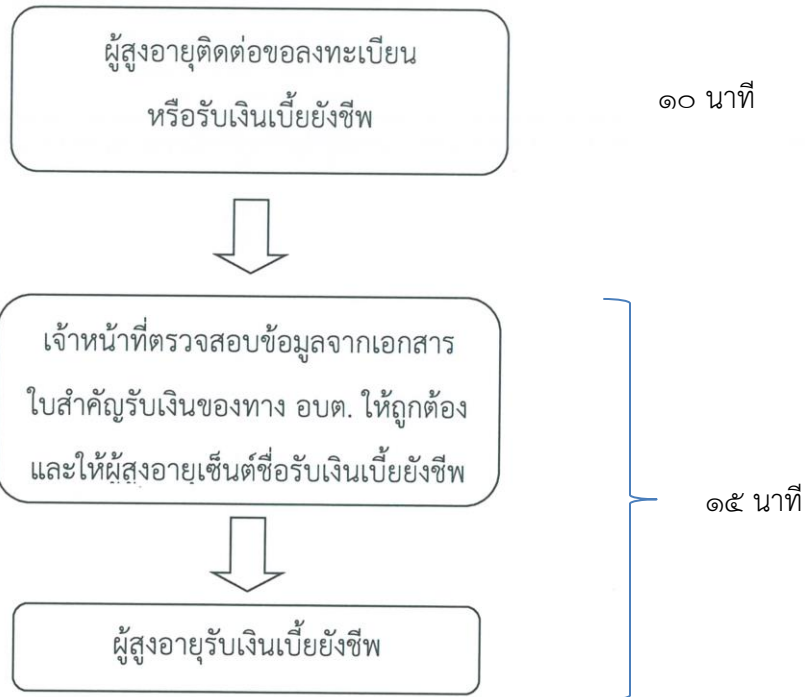 ผู้สูงอายุติดต่อขอลงทะเบียน
หรือรับเงินเบี้ยยังชีพ
๑๐ นาที
เจ้าหน้าที่ตรวจสอบข้อมูลจากเอกสาร
ใบสำคัญรับเงินของทาง อบต. ให้ถูกต้อง
และให้ผู้สูงอายุเซ็นต์ชื่อรับเงินเบี้ยยังชีพ
๑๕ นาที
ผู้สูงอายุรับเงินเบี้ยยังชีพ